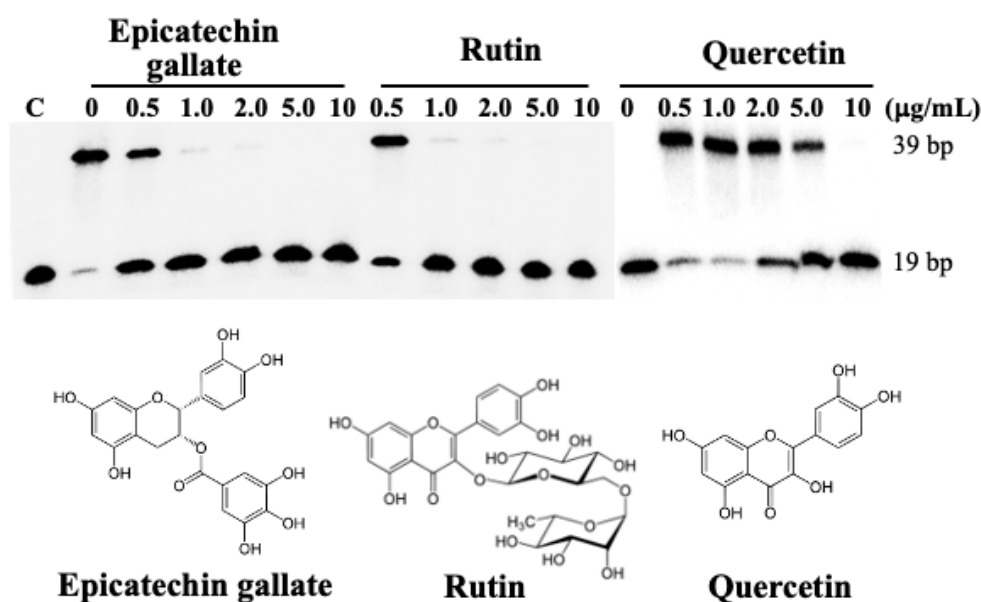 Epicatechin
gallate
Rutin
Quercetin
C 0 0.5 1.0 2.0 5.0 10 0.5 1.0 2.0 5.0 10 0 0.5 1.0 2.0 5.0 10 (µg/mL)
39 bp
19 bp
OH
OH
HO
O
OH
O
O
OH
OH
OH
OH
OH
HO
O
OH
O
O
HO
HO
O
OH
O
H₃C
O
HO
HO
OH
OH
OH
HO
O
OH
OH
O
Epicatechin gallate
Rutin
Quercetin